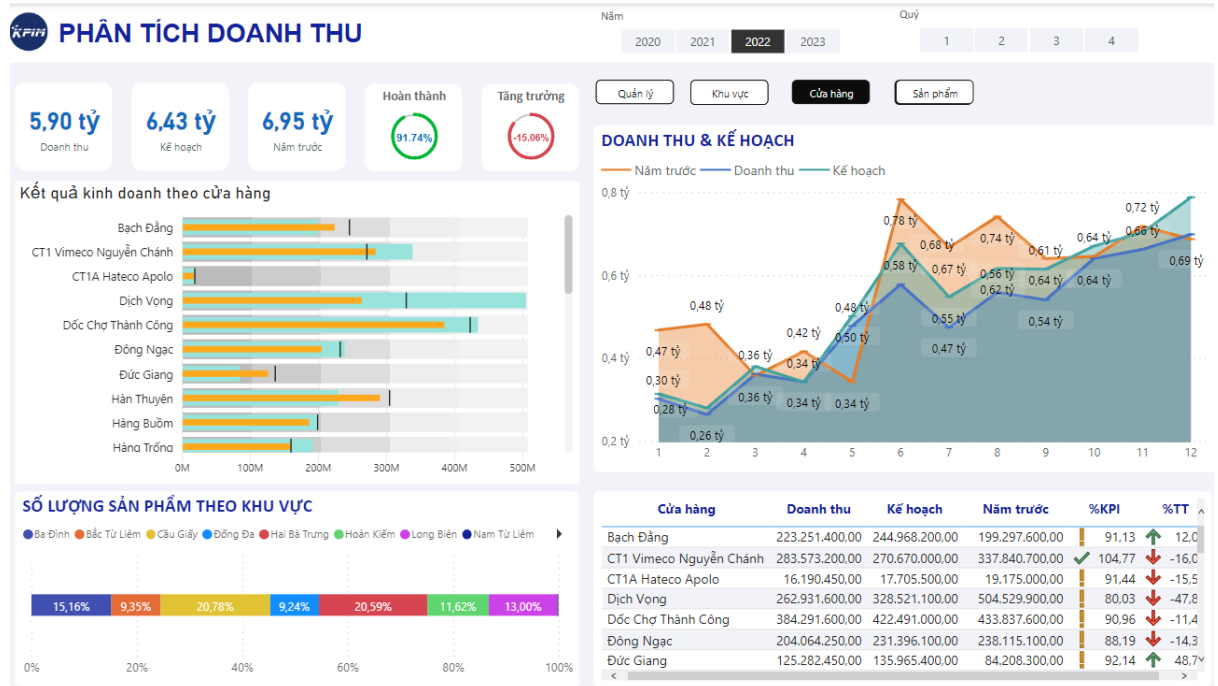 KPIM
PHÂN TÍCH DOANH THU
Năm
2020 2021 2022 2023
Quý
1 2 3 4
5,90 tỷ
Doanh thu
6,43 tỷ
Kế hoạch
6,95 tỷ
Năm trước
Hoàn thành
91.74%
Tăng trưởng
-15.06%
Quản lý Khu vực Cửa hàng Sản phẩm
Kết quả kinh doanh theo cửa hàng
Bạch Đằng
CT1 Vimeco Nguyễn Chánh
CT1A Hateco Apolo
Dịch Vọng
Dốc Chợ Thành Công
Đông Ngạc
Đức Giang
Hàn Thuyên
Hàng Buồm
Hàng Trống
0M 100M 200M 300M 400M 500M
DOANH THU & KẾ HOẠCH
Năm trước Doanh thu Kế hoạch
0,8 tỷ
0,6 tỷ
0,4 tỷ
0,2 tỷ
0,72 tỷ
0,78 tỷ 0,68 tỷ 0,74 tỷ 0,61 tỷ 0,64 tỷ 0,66 tỷ
0,58 tỷ 0,67 tỷ 0,56 tỷ 0,64 tỷ 0,64 tỷ 0,69 tỷ
0,62 tỷ
0,48 tỷ 0,48 tỷ 0,55 tỷ 0,54 tỷ
0,42 tỷ 0,50 tỷ
0,47 tỷ 0,36 tỷ 0,34 tỷ 0,47 tỷ
0,30 tỷ
0,28 tỷ 0,36 tỷ 0,34 tỷ 0,34 tỷ
0,26 tỷ
1 2 3 4 5 6 7 8 9 10 11 12
SỐ LƯỢNG SẢN PHẨM THEO KHU VỰC
Ba Đình Bắc Từ Liêm Cầu Giấy Đống Đa Hai Bà Trưng Hoàn Kiếm Long Biên Nam Từ Liêm
15,16% 9,35% 20,78% 9,24% 20,59% 11,62% 13,00%
0% 20% 40% 60% 80% 100%
Cửa hàng Doanh thu Kế hoạch Năm trước %KPI %TT
Bạch Đằng 223.251.400,00 244.968.200,00 199.297.600,00 91,13 12,0
CT1 Vimeco Nguyễn Chánh 283.573.200,00 270.670.000,00 337.840.700,00 104,77 -16,0
CT1A Hateco Apolo 16.190.450,00 17.705.500,00 19.175.000,00 91,44 -15,5
Dịch Vọng 262.931.600,00 328.521.100,00 504.529.900,00 80,03 -47,8
Dốc Chợ Thành Công 384.291.600,00 422.491.000,00 433.837.600,00 90,96 -11,4
Đông Ngạc 204.064.250,00 231.396.100,00 238.115.100,00 88,19 -14,3
Đức Giang 125.282.450,00 135.965.400,00 84.208.300,00 92,14 48,7